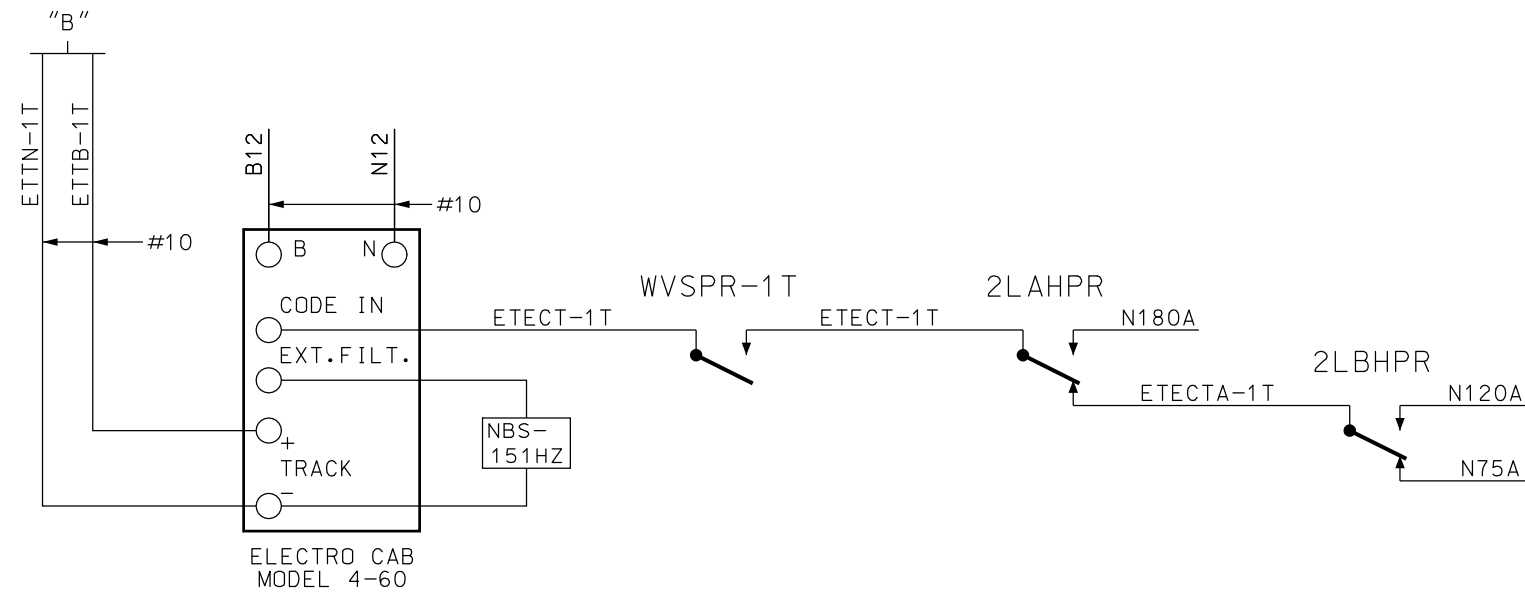 "B"
ETTN-1T
ETTB-1T
#10
B12
N12
#10
B
N
CODE IN
EXT.FILT.
+
TRACK
-
ELECTRO CAB
MODEL 4-60
NBS-
151HZ
ETECT-1T
WVSPR-1T
ETECT-1T
2LAHPR
N180A
ETECTA-1T
2LBHPR
N120A
N75A